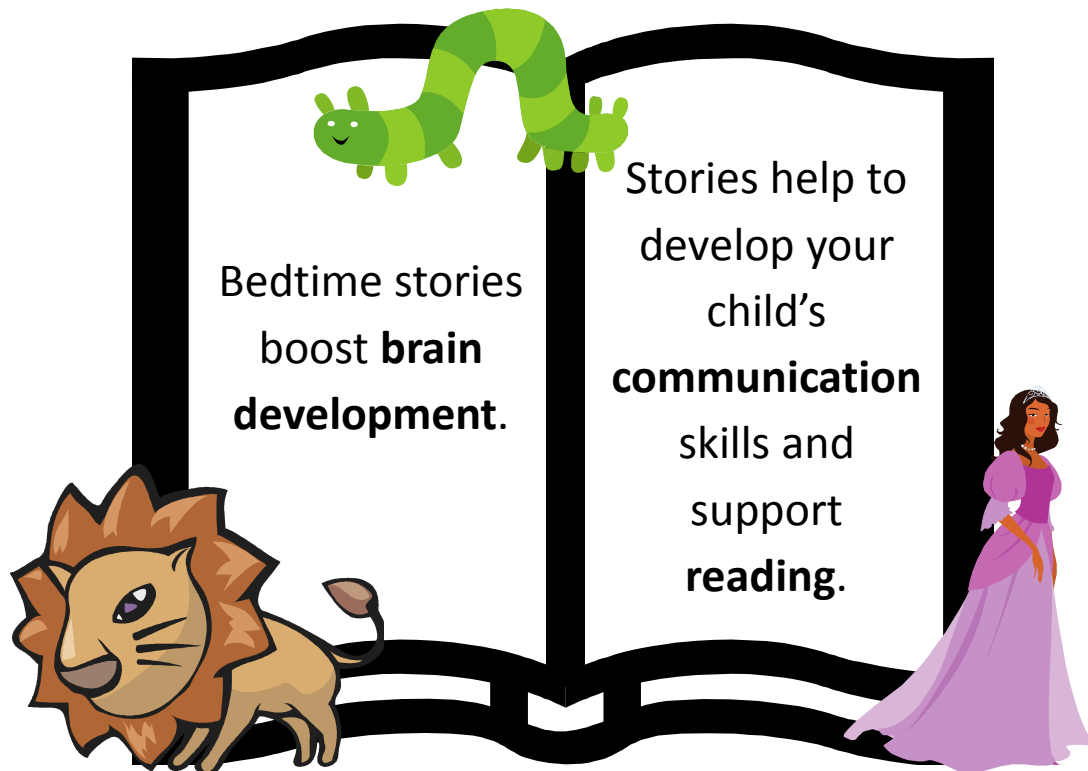 Bedtime stories
boost brain
development.
Stories help to
develop your
child’s
communication
skills and
support
reading.